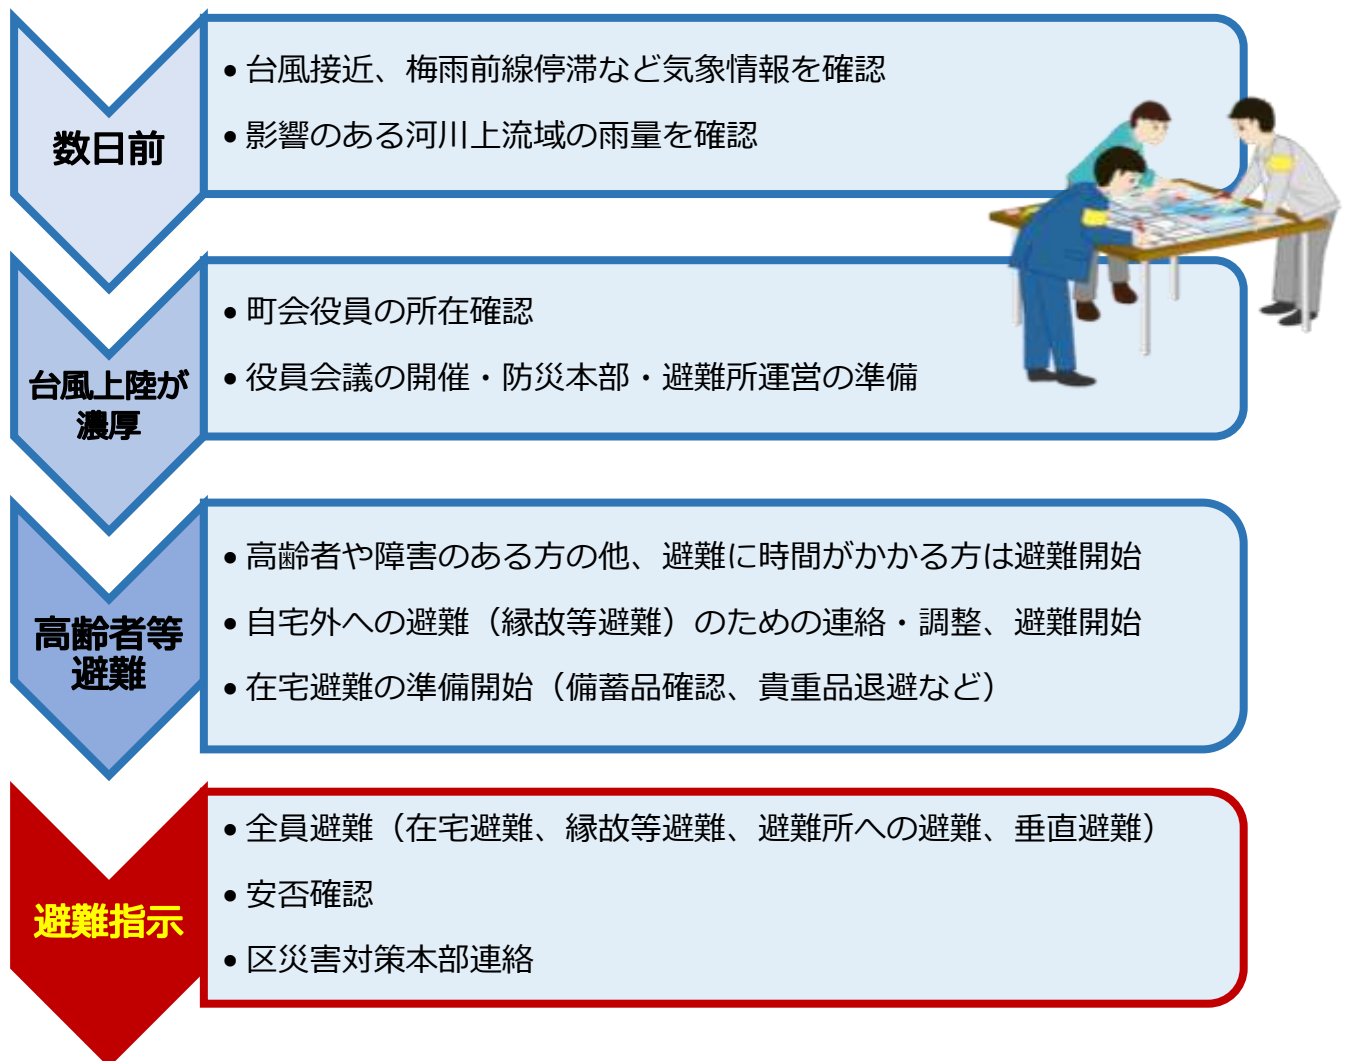 数日前
• 台風接近、梅雨前線停滞など気象情報を確認
• 影響のある河川上流域の雨量を確認
台風上陸が
濃厚
• 町会役員の所在確認
• 役員会議の開催・防災本部・避難所運営の準備
高齢者等
避難
• 高齢者や障害のある方の他、避難に時間がかかる方は避難開始
• 自宅外への避難（縁故等避難）のための連絡・調整、避難開始
• 在宅避難の準備開始（備蓄品確認、貴重品退避など）
避難指示
• 全員避難（在宅避難、縁故等避難、避難所への避難、垂直避難）
• 安否確認
• 区災害対策本部連絡